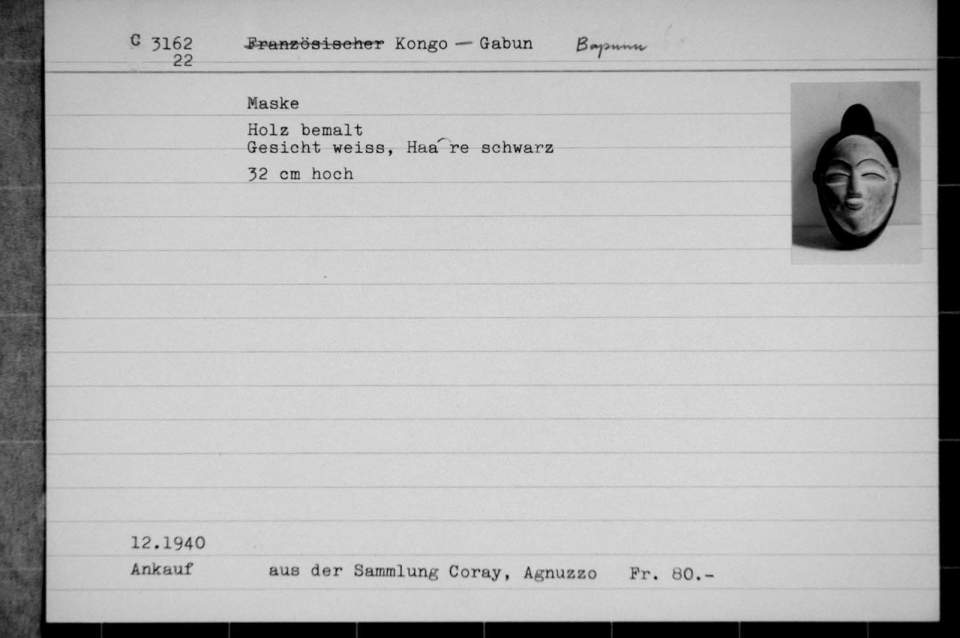 C 3162 Französischer Kongo — Gabun Bapunu
22
Maske
Holz bemalt
Gesicht weiss, Haare schwarz
32 cm hoch
12.1940
Ankauf aus der Sammlung Coray, Agnuzzo Fr. 80.-